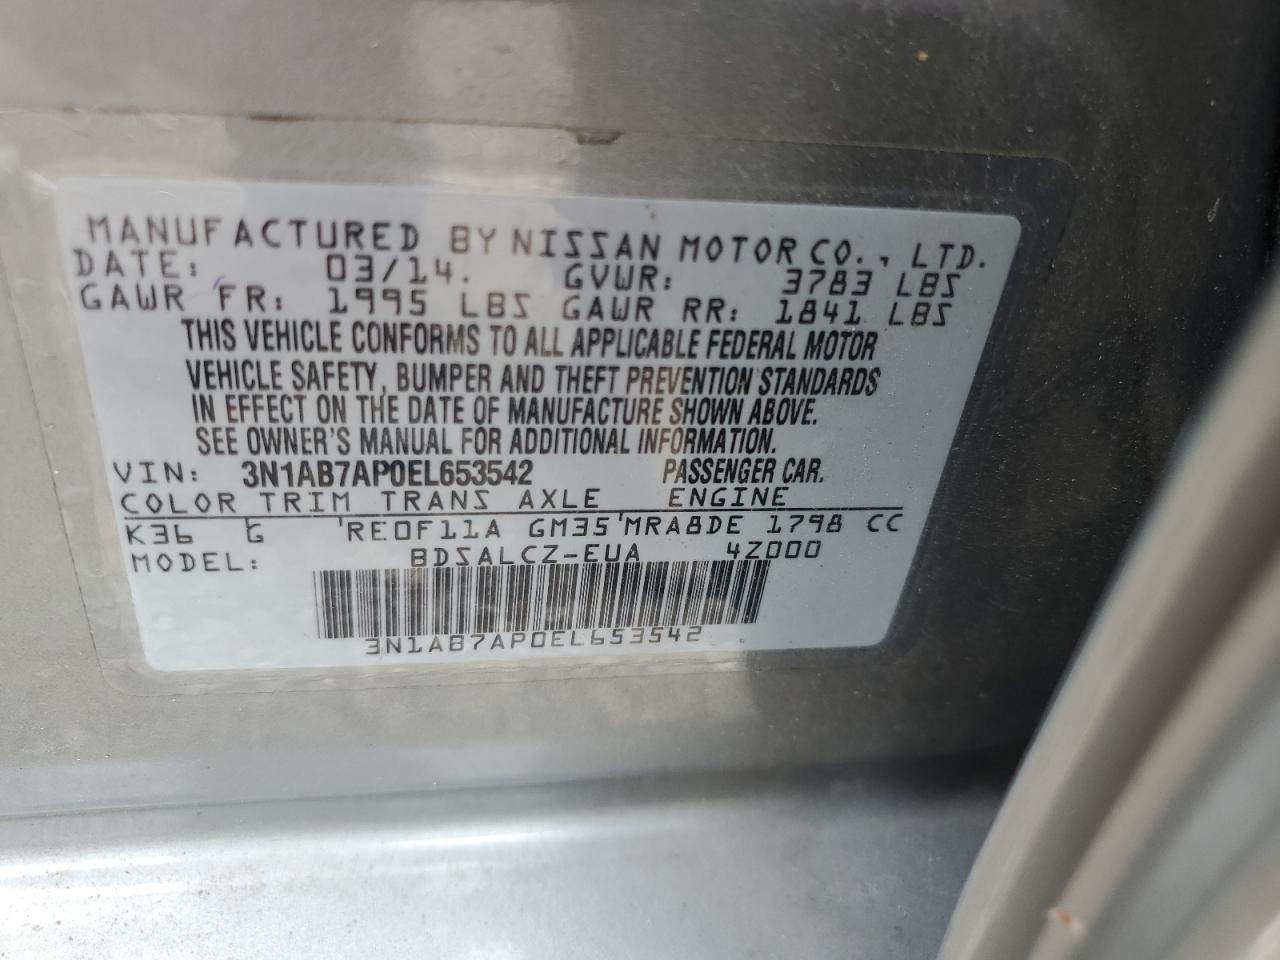 MANUFACTURED BY NISSAN MOTOR CO., LTD.
DATE: 03/14. GVWR: 3783 LBS
GAWR FR: 1995 LBS GAWR RR: 1841 LBS
THIS VEHICLE CONFORMS TO ALL APPLICABLE FEDERAL MOTOR
VEHICLE SAFETY, BUMPER AND THEFT PREVENTION STANDARDS
IN EFFECT ON THE DATE OF MANUFACTURE SHOWN ABOVE.
SEE OWNER'S MANUAL FOR ADDITIONAL INFORMATION.
VIN: 3N1AB7AP0EL653542 PASSENGER CAR.
COLOR TRIM TRANS AXLE ENGINE
K36 G RE0F11A GM35 MRA8DE 1798 CC
MODEL: BDSALCZ-EUA 4Z000
3N1AB7AP0EL653542